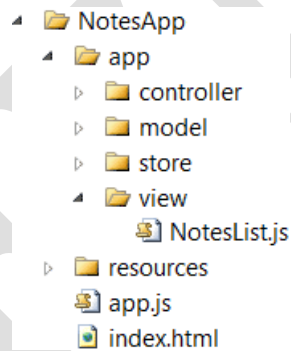 NotesApp
app
controller
model
store
view
NotesList.js
resources
app.js
index.html